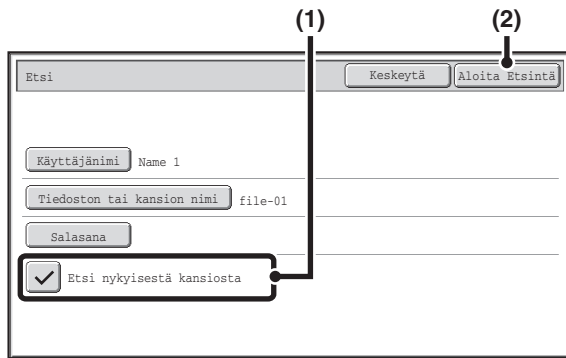 (1) (2)
Etsi Keskeytä Aloita Etsintä
Käyttäjänimi Name 1
Tiedoston tai kansion nimi file-01
Salasana
Etsi nykyisestä kansiosta